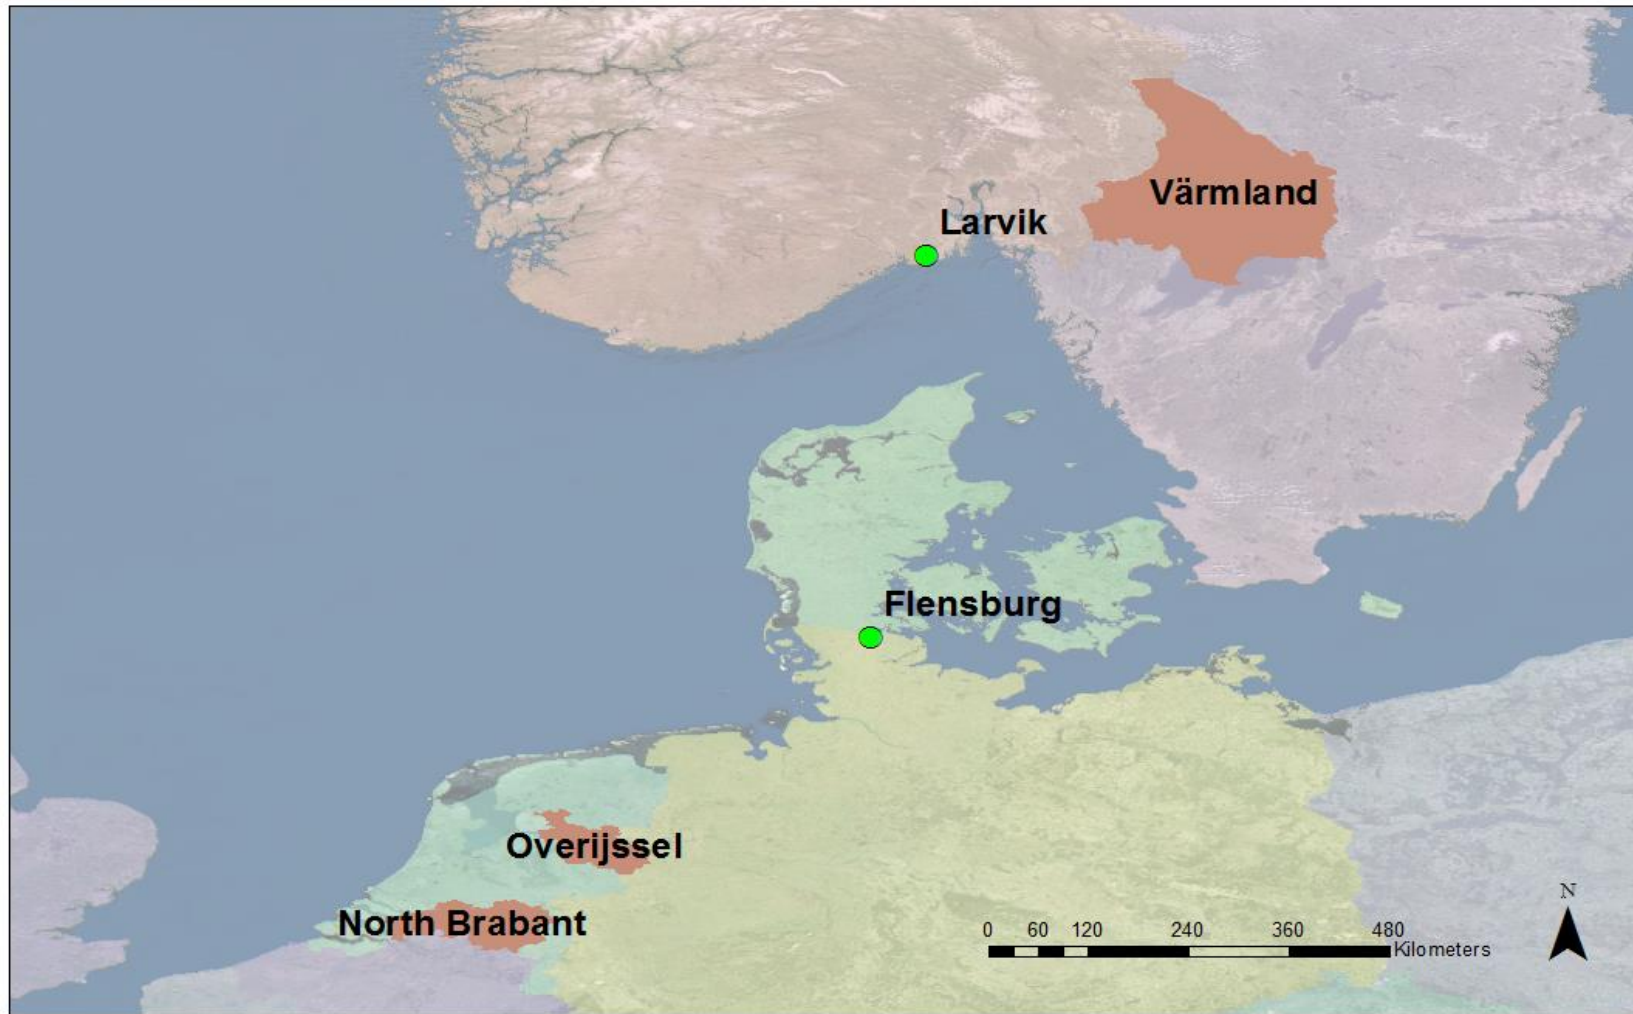 Värmland
Larvik
Flensburg
Overijssel
North Brabant
N
0 60 120 240 360 480
Kilometers